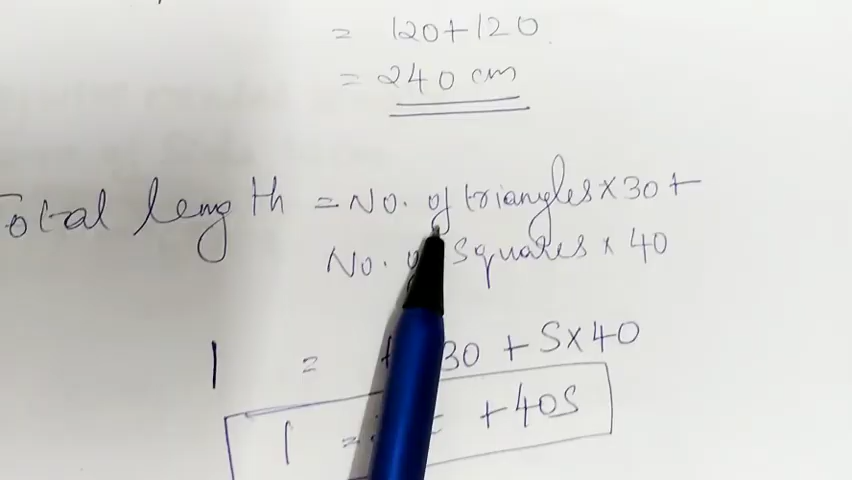 = 120+120
= 240 cm
Total length = No. of triangles × 30 +
No. of squares × 40
l = 30 + S×40
l = +40S